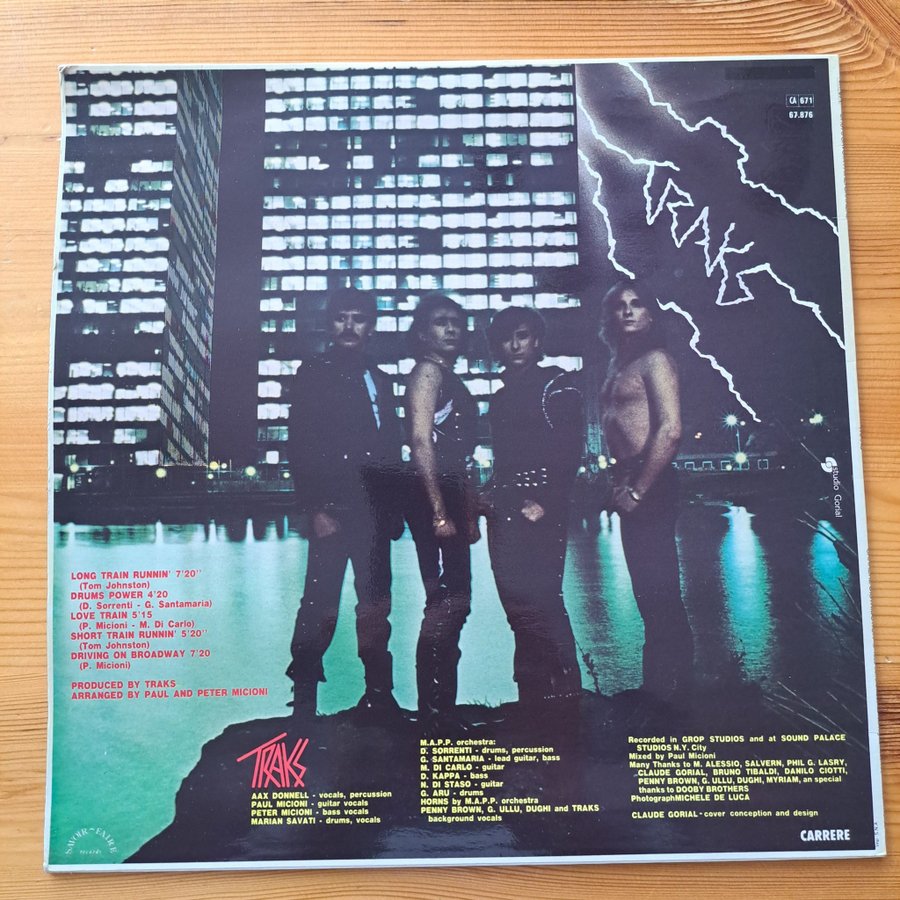 CA 671
67.876
TRAKS
studio Gorial
LONG TRAIN RUNNIN' 7'20''
(Tom Johnston)
DRUMS POWER 4'20
(D. Sorrenti - G. Santamaria)
LOVE TRAIN 5'15
(P. Micioni - M. Di Carlo)
SHORT TRAIN RUNNIN' 5'20''
(Tom Johnston)
DRIVING ON BROADWAY 7'20
(P. Micioni)
PRODUCED BY TRAKS
ARRANGED BY PAUL AND PETER MICIONI
TRAKS
AAX DONNELL - vocals, percussion
PAUL MICIONI - guitar vocals
PETER MICIONI - bass vocals
MARIAN SAVATI - drums, vocals
M.A.P.P. orchestra:
D. SORRENTI - drums, percussion
G. SANTAMARIA - lead guitar, bass
M. DI CARLO - guitar
D. KAPPA - bass
N. DI STASO - guitar
G. ARU - drums
HORNS by M.A.P.P. orchestra
PENNY BROWN, G. ULLU, DUGHI and TRAKS
background vocals
Recorded in GROP STUDIOS and at SOUND PALACE
STUDIOS N.Y. City
Mixed by Paul Micioni
Many Thanks to M. ALESSIO, SALVERN, PHIL G. LASRY,
CLAUDE GORIAL, BRUNO TIBALDI, DANILO CIOTTI,
PENNY BROWN, G. ULLU, DUGHI, MYRIAM, an special
thanks to DOOBY BROTHERS
PhotographMICHELE DE LUCA
CLAUDE GORIAL - cover conception and design
CARRERE
SAVOIR-FAIRE
records